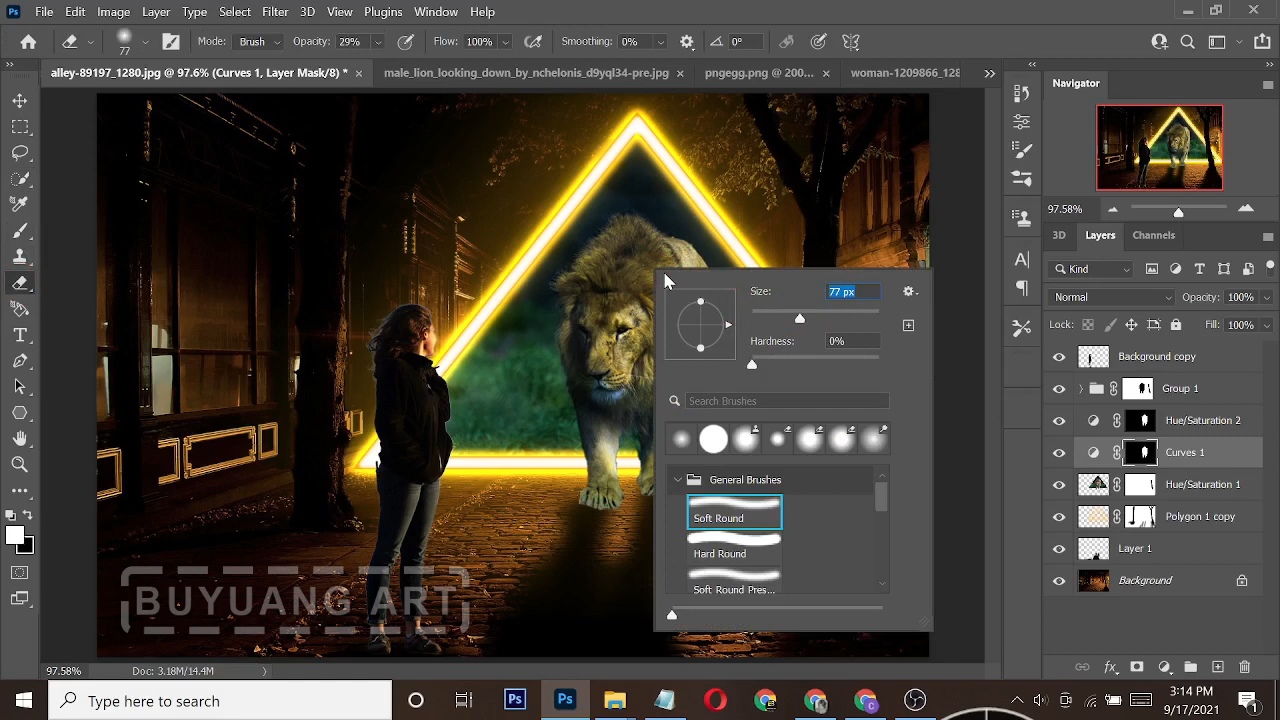 Ps File Edit Image Layer Type Select Filter 3D View Plugins Window Help
77 Mode: Brush Opacity: 29% Flow: 100% Smoothing: 0% 0°
alley-89197_1280.jpg @ 97.6% (Curves 1, Layer Mask/8) * male_lion_looking_down_by_nchelonis_d9yql34-pre.jpg pngegg.png @ 200... woman-1209866_128
Navigator
97.58%
3D Layers Channels
Kind
Normal Opacity: 100%
Lock: Fill: 100%
Background copy
Group 1
Hue/Saturation 2
Curves 1
Hue/Saturation 1
Polygon 1 copy
Layer 1
Background
Size: 77 px
Hardness: 0%
Search Brushes
General Brushes
Soft Round
Hard Round
Soft Round Pres...
BUYJANG ART
97.58% Doc: 3.18M/14.4M
Type here to search
Ps Ps
3:14 PM
9/17/2021
1